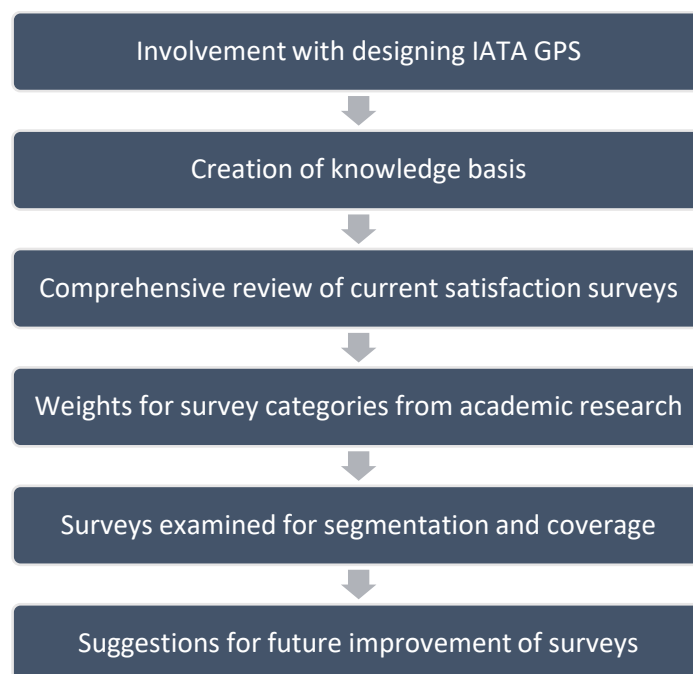 Involvement with designing IATA GPS
Creation of knowledge basis
Comprehensive review of current satisfaction surveys
Weights for survey categories from academic research
Surveys examined for segmentation and coverage
Suggestions for future improvement of surveys